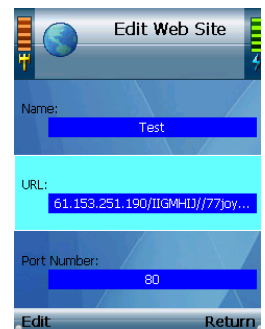 Edit Web Site
Name:
Test
URL:
61.153.251.190/IIGMHIJ//77joy...
Port Number:
80
Edit
Return